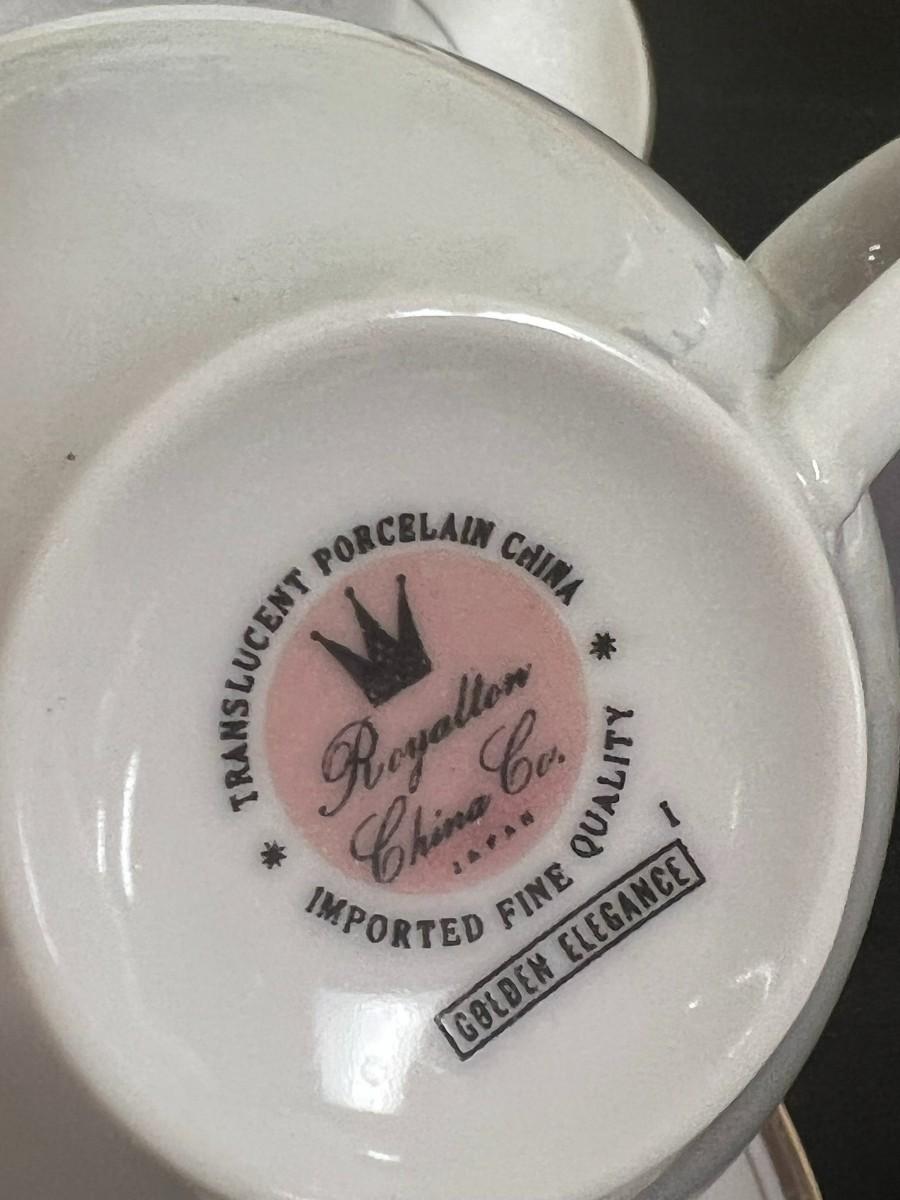 TRANSLUCENT PORCELAIN CHINA
Royalton
China Co.
JAPAN
IMPORTED FINE QUALITY
I
GOLDEN ELEGANCE